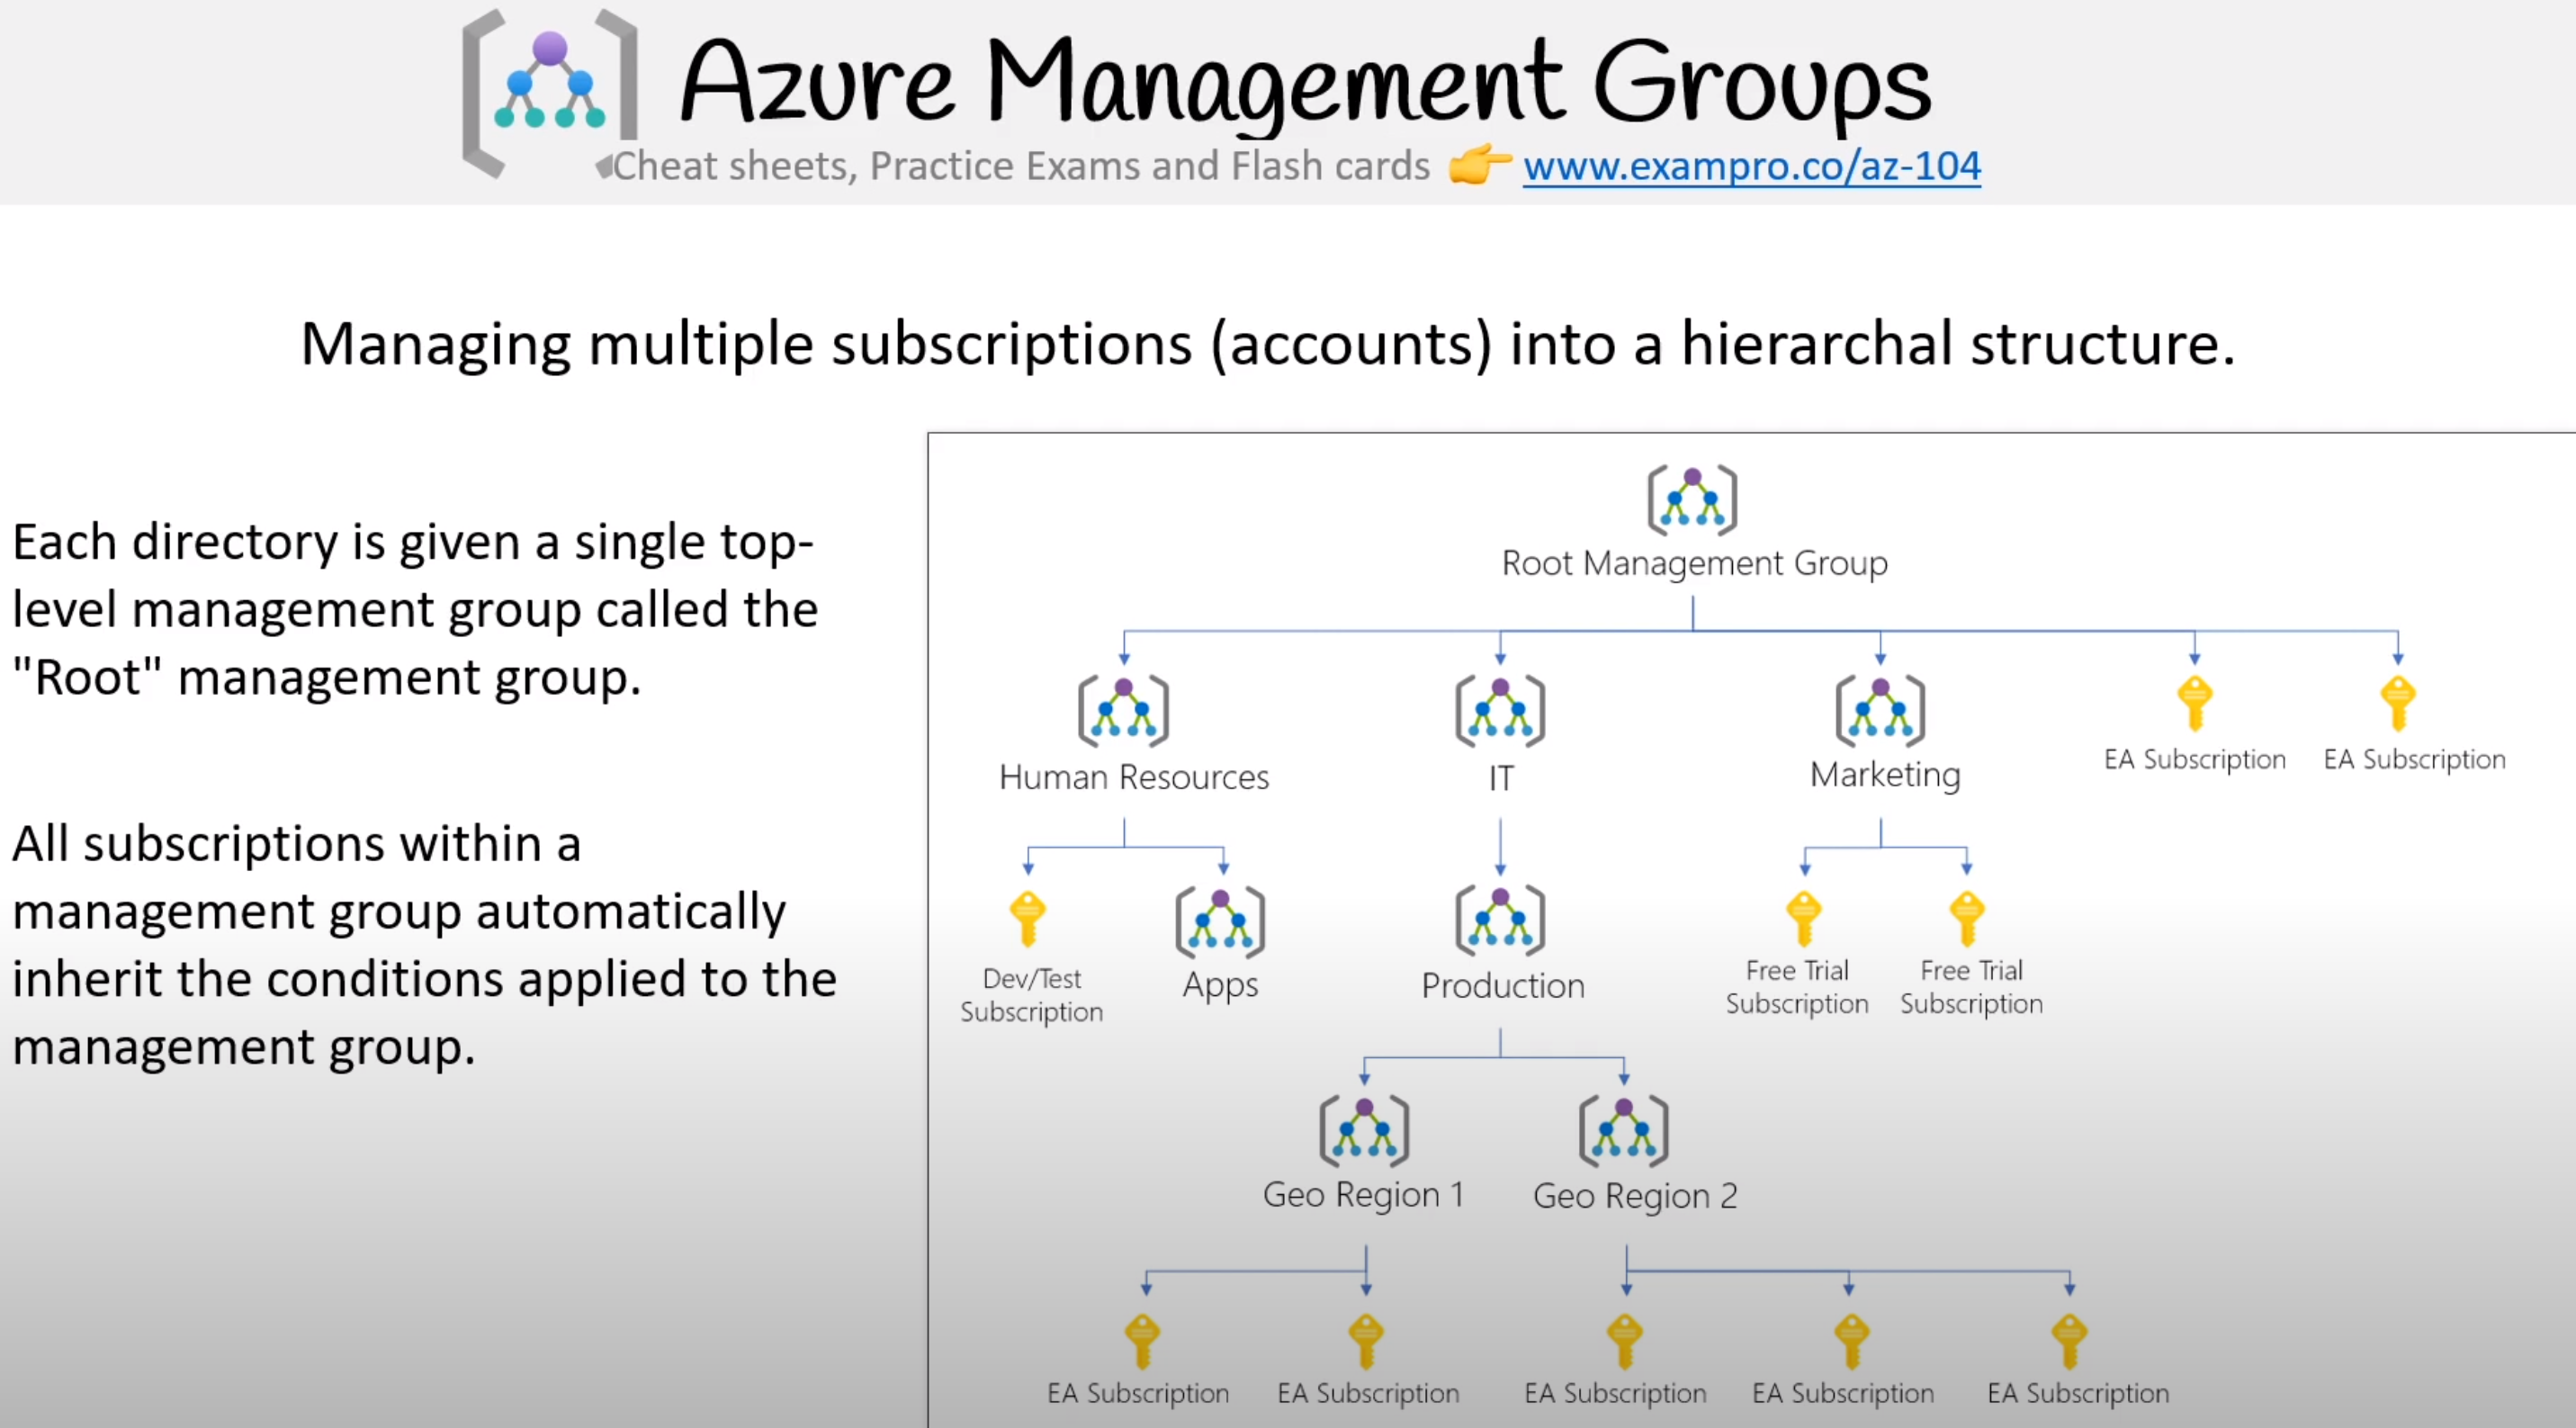 Azure Management Groups
Cheat sheets, Practice Exams and Flash cards 👉 www.exampro.co/az-104
Managing multiple subscriptions (accounts) into a hierarchal structure.
Each directory is given a single top-
level management group called the
"Root" management group.
All subscriptions within a
management group automatically
inherit the conditions applied to the
management group.
Root Management Group
Human Resources
IT
Marketing
EA Subscription
EA Subscription
Dev/Test
Subscription
Apps
Production
Free Trial
Subscription
Free Trial
Subscription
Geo Region 1
Geo Region 2
EA Subscription
EA Subscription
EA Subscription
EA Subscription
EA Subscription